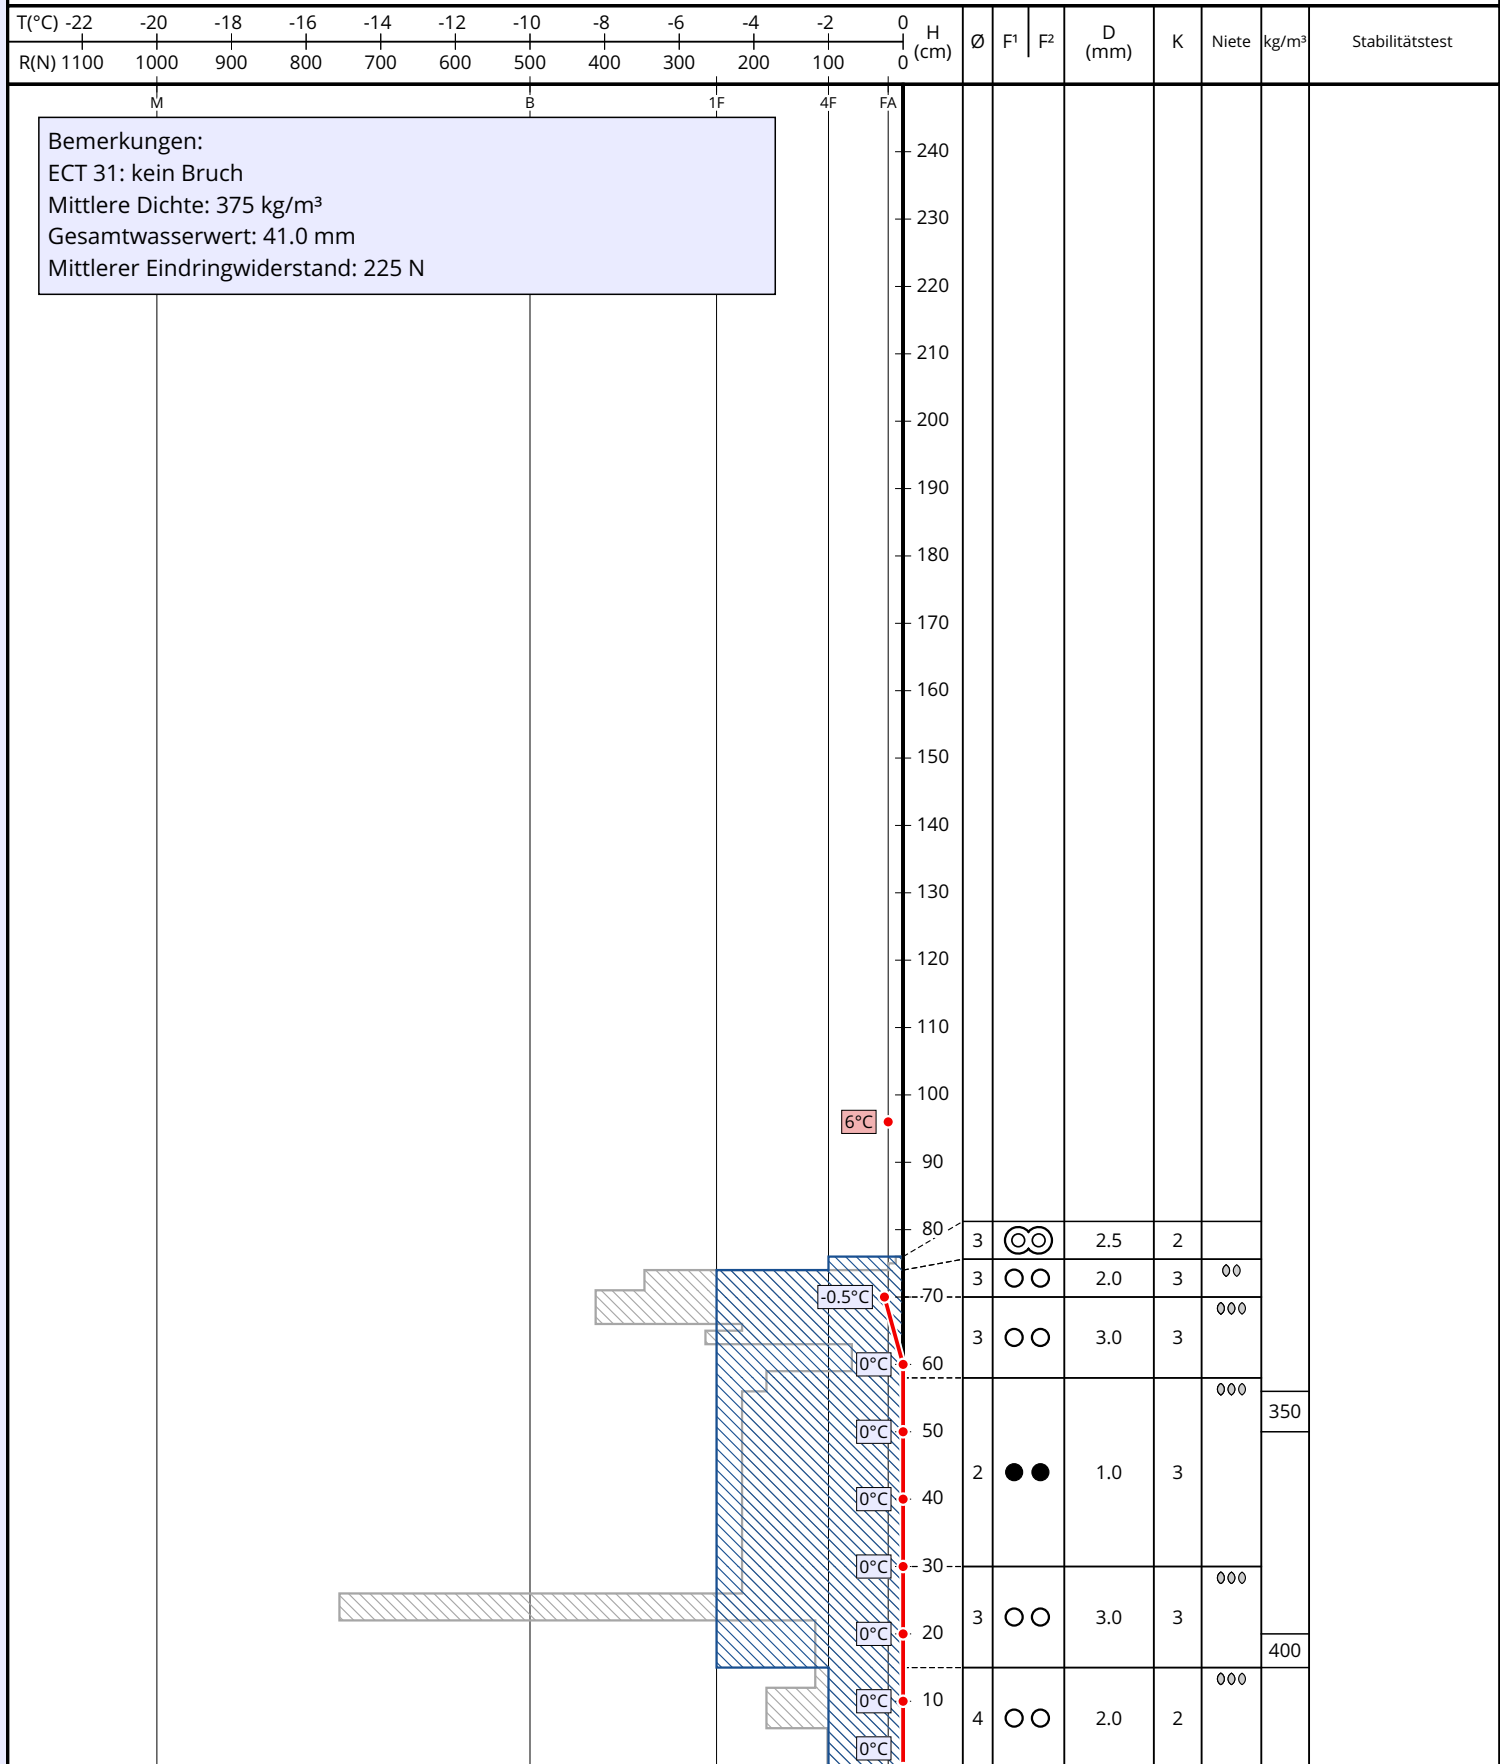 T(°C) -22 -20 -18 -16 -14 -12 -10 -8 -6 -4 -2 0
R(N) 1100 1000 900 800 700 600 500 400 300 200 100 0
H (cm) Ø F¹ F² D (mm) K Niete kg/m³ Stabilitätstest
M B 1F 4F FA
Bemerkungen:
ECT 31: kein Bruch
Mittlere Dichte: 375 kg/m³
Gesamtwasserwert: 41.0 mm
Mittlerer Eindringwiderstand: 225 N
240
230
220
210
200
190
180
170
160
150
140
130
120
110
100
6°C
90
80
3 2.5 2
3 2.0 3
-0.5°C 70
3 3.0 3
0°C 60
350
0°C 50
2 1.0 3
0°C 40
0°C 30
3 3.0 3
0°C 20
400
0°C 10
4 2.0 2
0°C